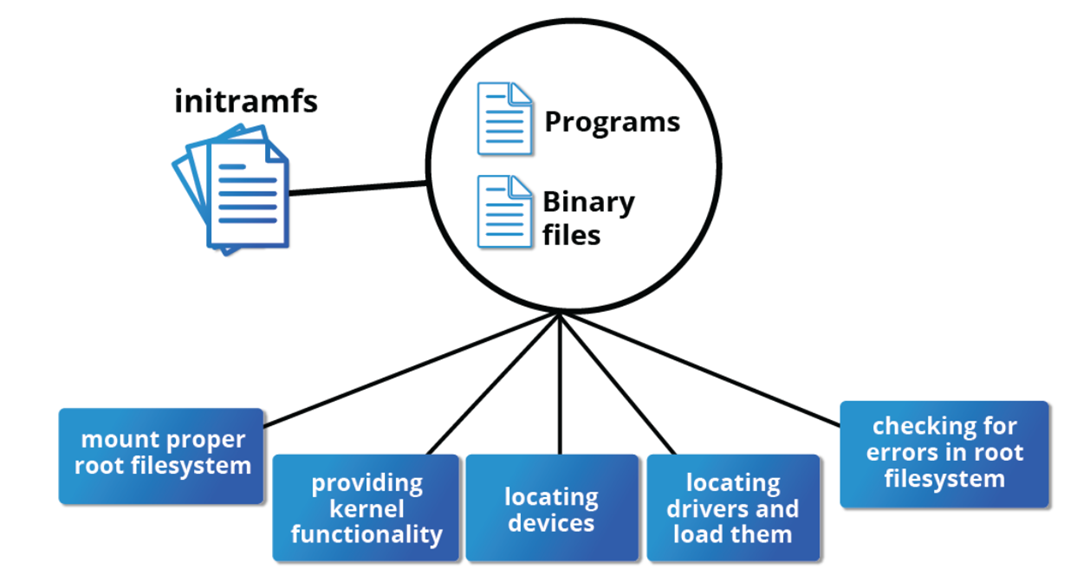 initramfs
Programs
Binary
files
mount proper
root filesystem
providing
kernel
functionality
locating
devices
locating
drivers and
load them
checking for
errors in root
filesystem